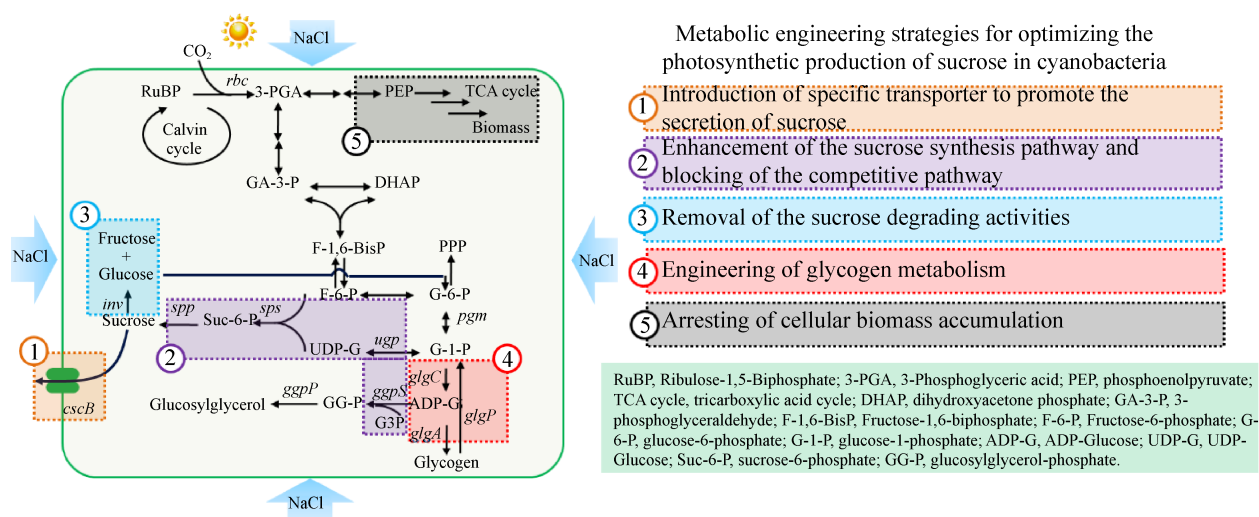 NaCl
CO2
rbc
RuBP
3-PGA
PEP
TCA cycle
Biomass
5
Calvin
cycle
GA-3-P
DHAP
3
Fructose
+
Glucose
NaCl
NaCl
F-1,6-BisP
PPP
inv
F-6-P
G-6-P
Sucrose
spp
Suc-6-P
sps
pgm
1
2
UDP-G
ugp
G-1-P
4
cscB
glgC
ggpP
ggpS
Glucosylglycerol
GG-P
ADP-G
glgP
G3P
glgA
Glycogen
NaCl
Metabolic engineering strategies for optimizing the
photosynthetic production of sucrose in cyanobacteria
1
Introduction of specific transporter to promote the
secretion of sucrose
2
Enhancement of the sucrose synthesis pathway and
blocking of the competitive pathway
3
Removal of the sucrose degrading activities
4
Engineering of glycogen metabolism
5
Arresting of cellular biomass accumulation
RuBP, Ribulose-1,5-Biphosphate; 3-PGA, 3-Phosphoglyceric acid; PEP, phosphoenolpyruvate;
TCA cycle, tricarboxylic acid cycle; DHAP, dihydroxyacetone phosphate; GA-3-P, 3-
phosphoglyceraldehyde; F-1,6-BisP, Fructose-1,6-biphosphate; F-6-P, Fructose-6-phosphate; G-
6-P, glucose-6-phosphate; G-1-P, glucose-1-phosphate; ADP-G, ADP-Glucose; UDP-G, UDP-
Glucose; Suc-6-P, sucrose-6-phosphate; GG-P, glucosylglycerol-phosphate.